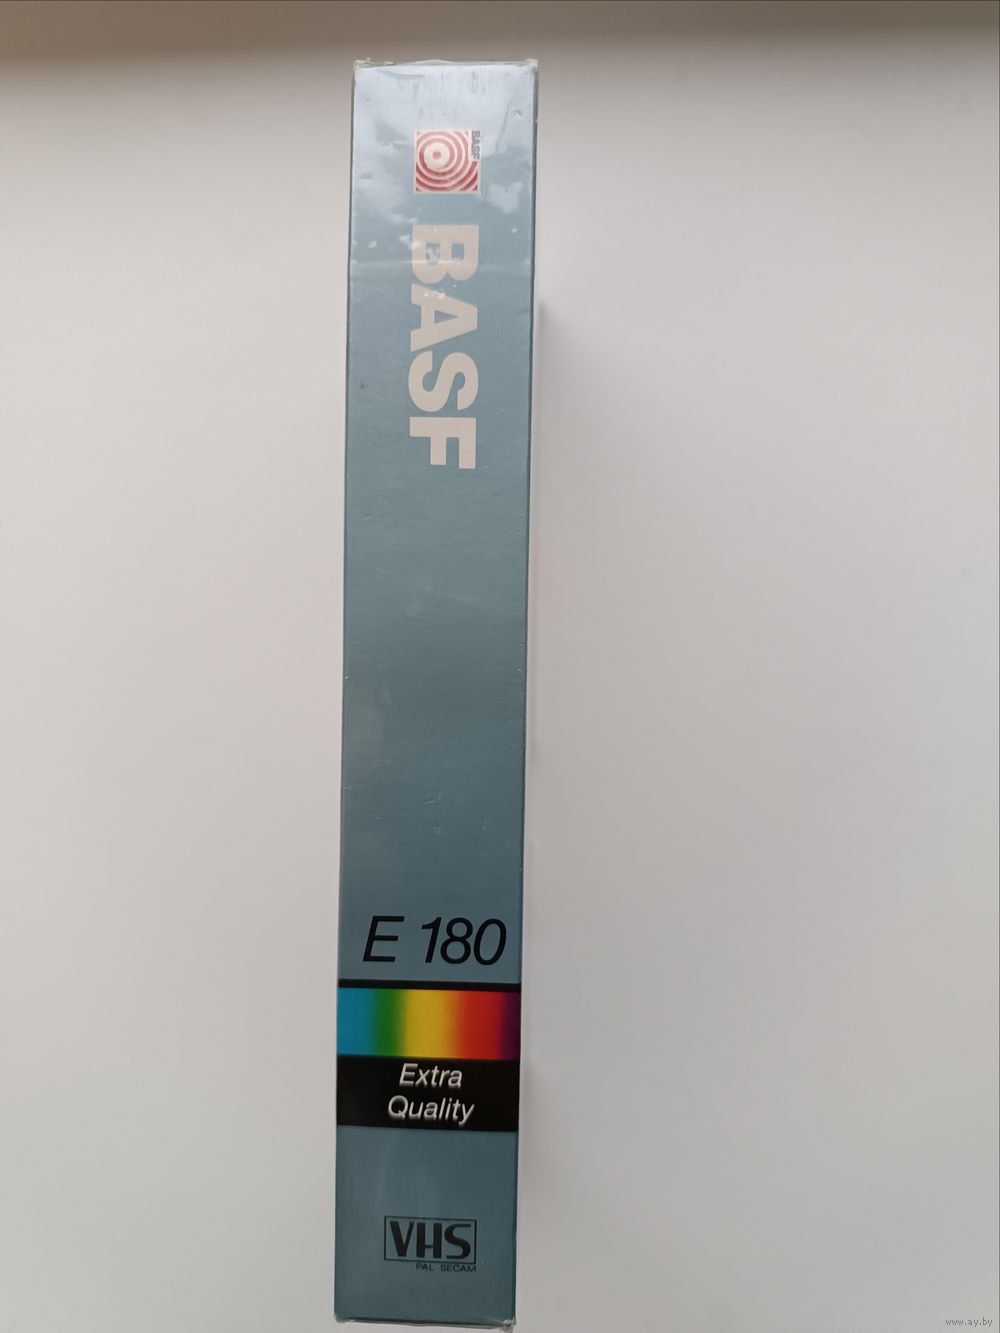 BASF
BASF
E 180
Extra
Quality
VHS
PAL SECAM
www.ay.by